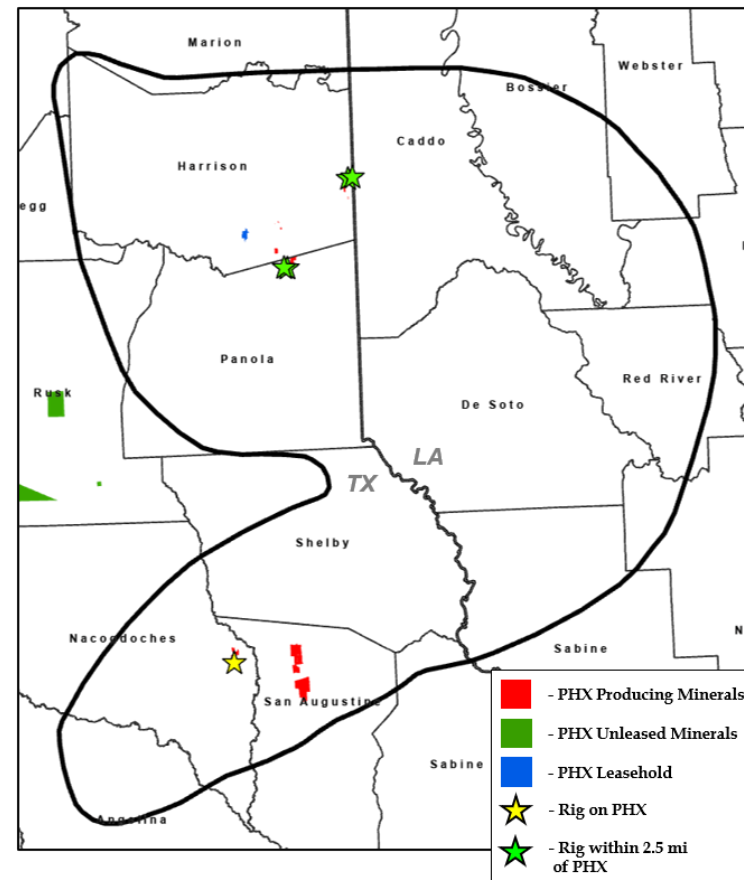 Marion
Webster
Bossier
Caddo
Harrison
egg
Panola
Rusk
Red River
De Soto
LA
TX
Shelby
Nacogdoches
Sabine
N
San Augustine
Sabine
Angelina
- PHX Producing Minerals
- PHX Unleased Minerals
- PHX Leasehold
- Rig on PHX
- Rig within 2.5 mi
of PHX